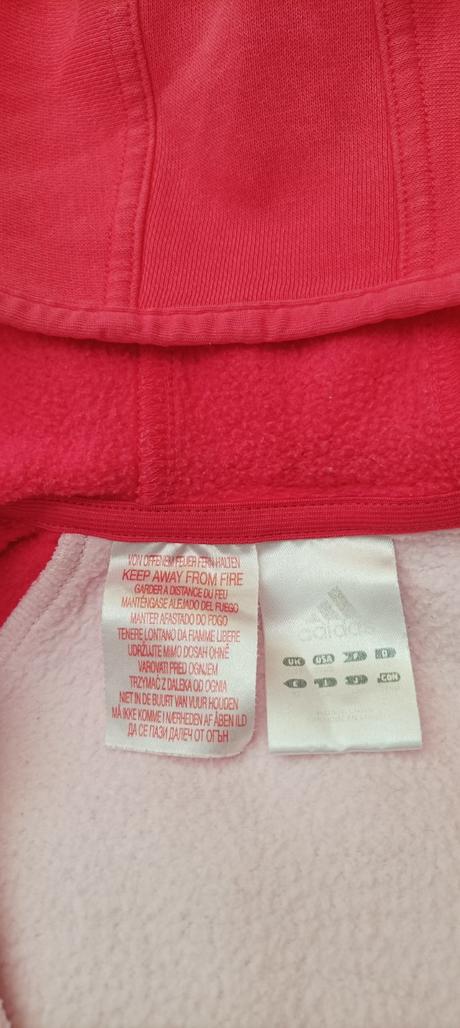 VON OFFENEM FEUER FERN HALTEN
KEEP AWAY FROM FIRE
GARDER A DISTANCE DU FEU
MANTÉNGASE ALEJADO DEL FUEGO
MANTER AFASTADO DO FOGO
TENERE LONTANO DA FIAMME LIBERE
UDRŽUJTE MIMO DOSAH OHNĚ
VAROVATI PRED OGNJEM
TRZYMAĆ Z DALEKA OD OGNIA
NIET IN DE BUURT VAN VUUR HOUDEN
MÅ IKKE KOMME I NÆRHEDEN AF ÅBEN ILD
ДА СЕ ПАЗИ ДАЛЕЧ ОТ ОГЪН
adidas
UK USA F D
E I J .CON